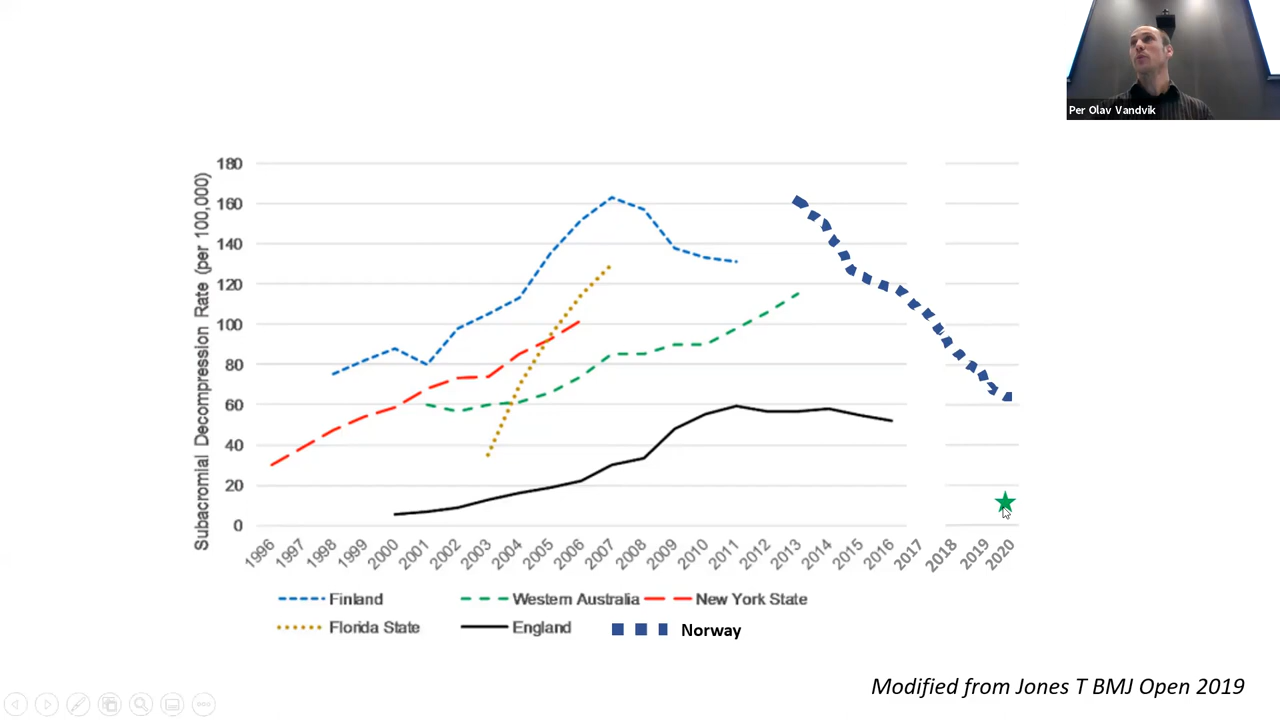 Per Olav Vandvik
Subacromial Decompression Rate (per 100,000)
180
160
140
120
100
80
60
40
20
0
1996 1997 1998 1999 2000 2001 2002 2003 2004 2005 2006 2007 2008 2009 2010 2011 2012 2013 2014 2015 2016 2017 2018 2019 2020
Finland Western Australia New York State
Florida State England Norway
Modified from Jones T BMJ Open 2019